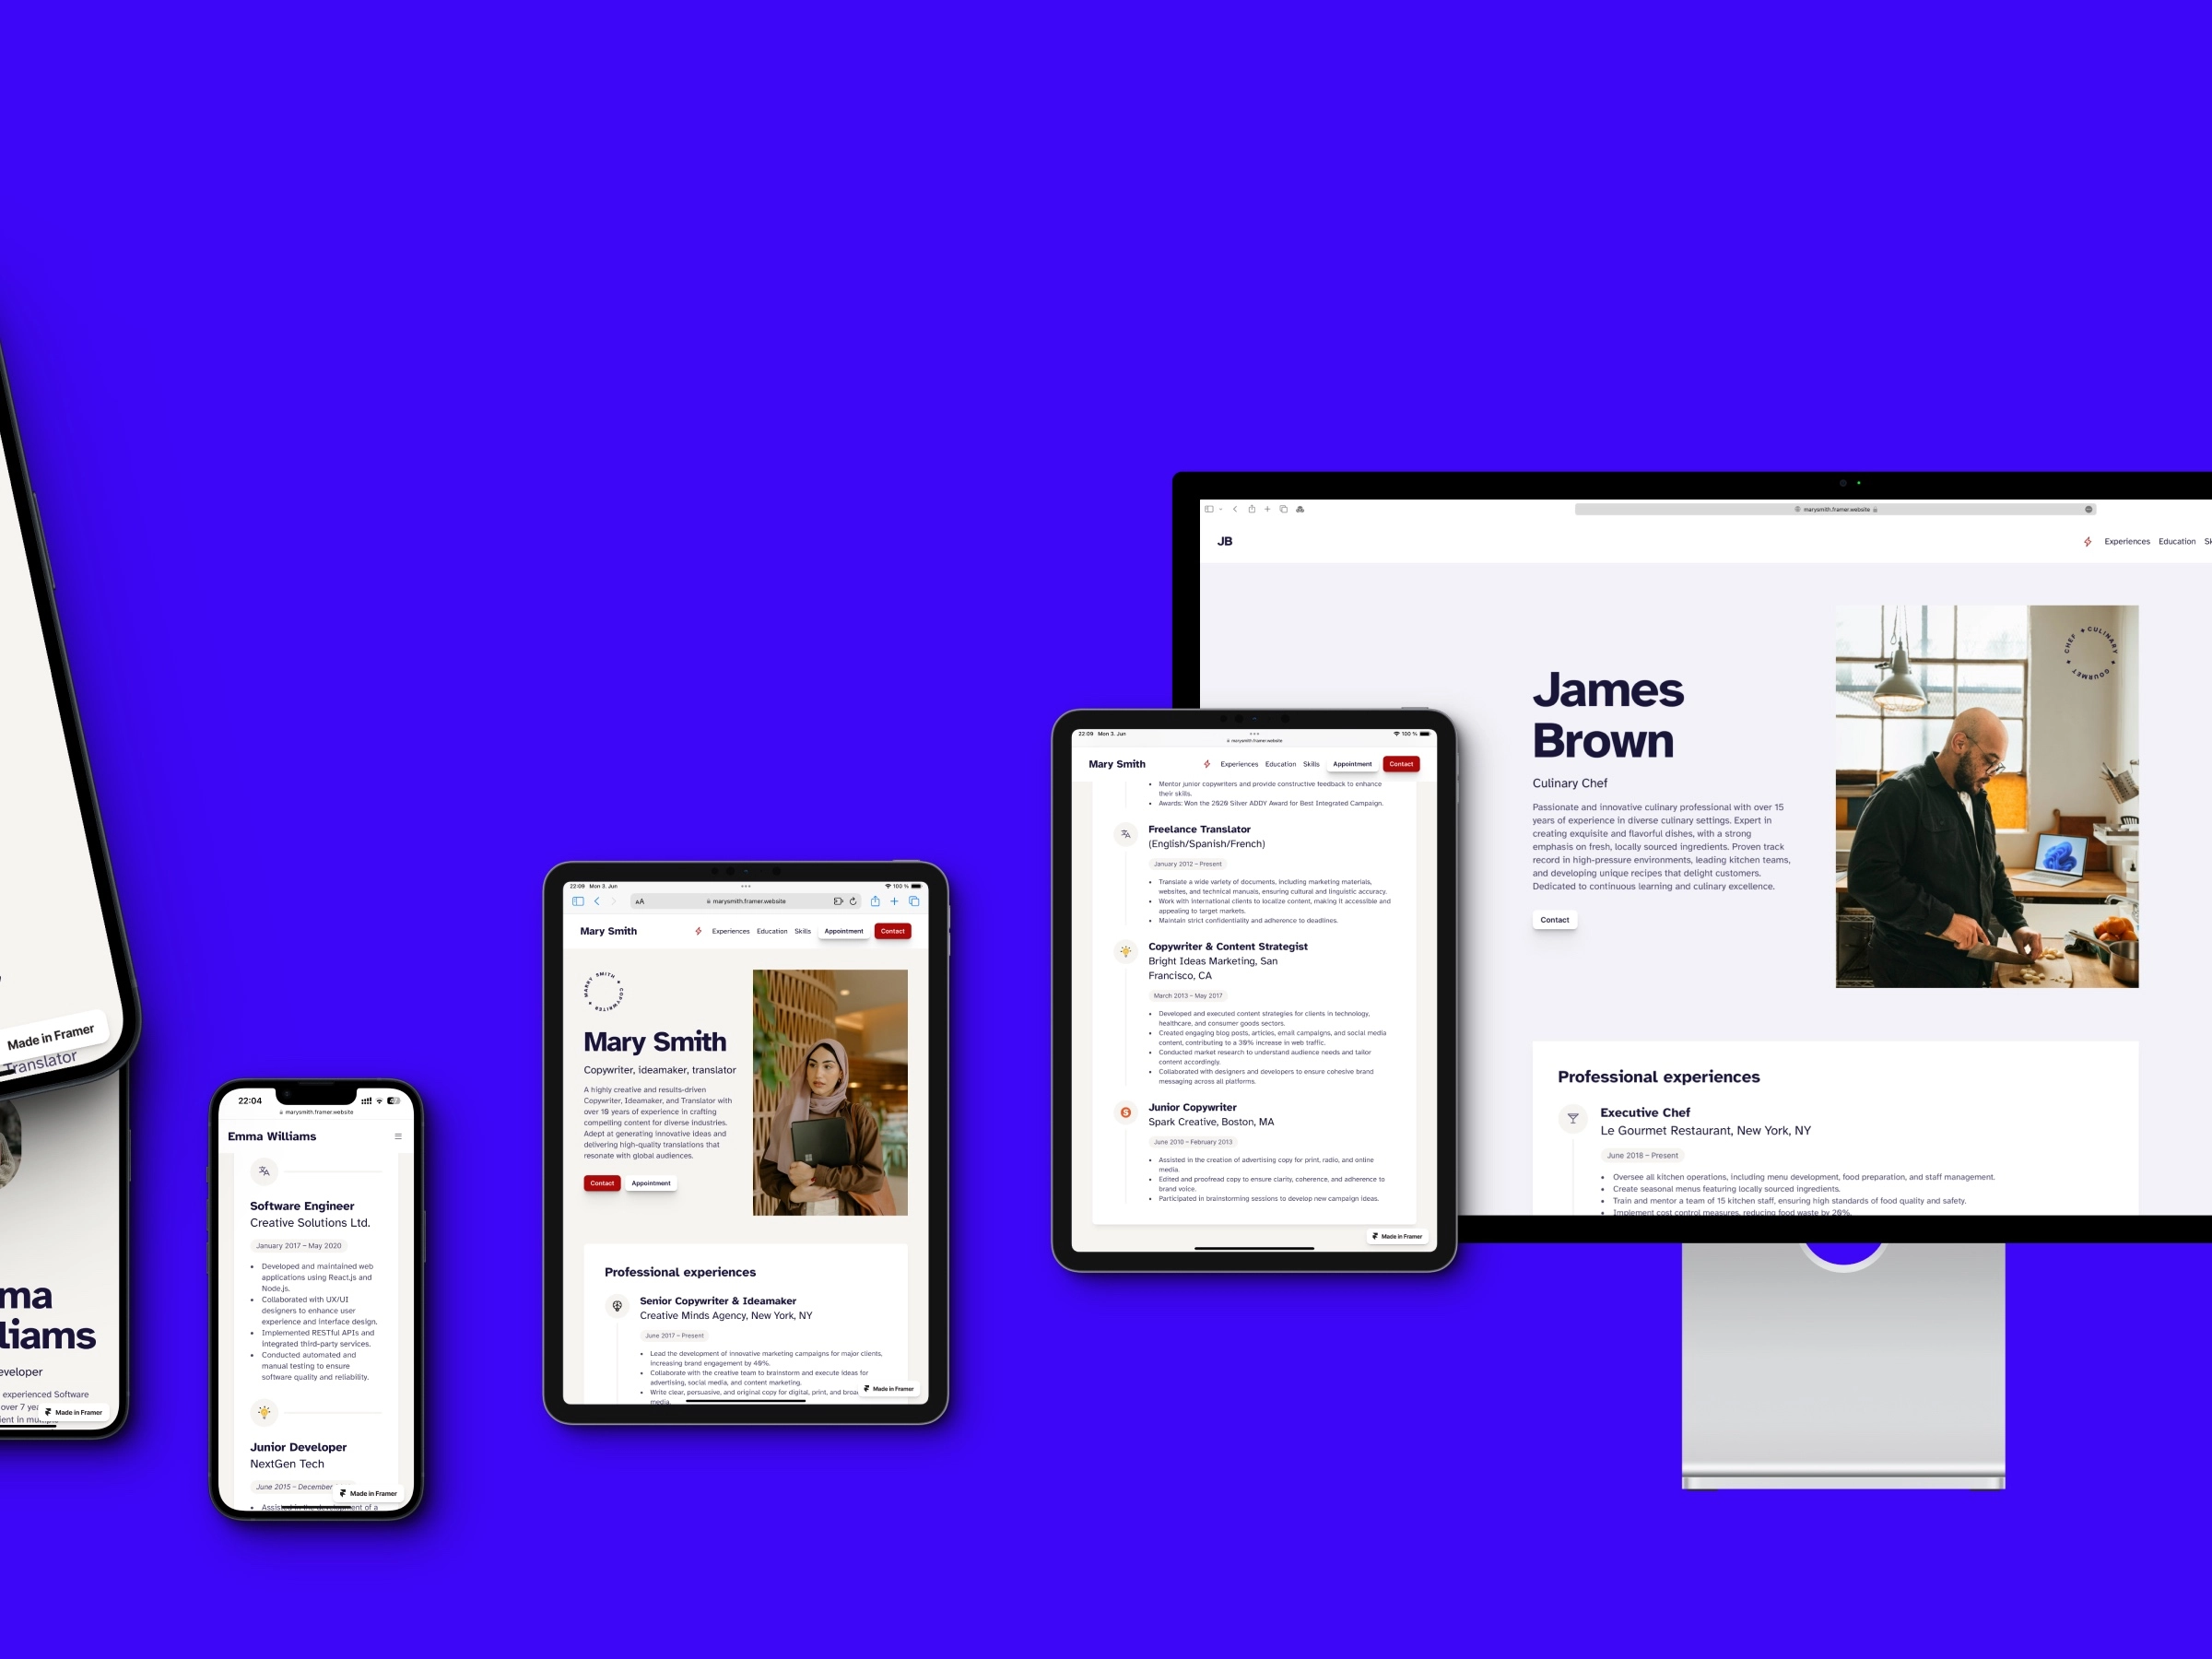 Made in Framer
Translator
ma
liams
eveloper
experienced Software
over 7 yea
ient in multiple
Made in Framer
22:04
marysmith.framer.website
Emma Williams
Software Engineer
Creative Solutions Ltd.
January 2017 – May 2020
• Developed and maintained web
applications using React.js and
Node.js.
• Collaborated with UX/UI
designers to enhance user
experience and interface design.
• Implemented RESTful APIs and
integrated third-party services.
• Conducted automated and
manual testing to ensure
software quality and reliability.
Junior Developer
NextGen Tech
June 2015 – December
Made in Framer
• Assisted in the development of a
22:09 Mon 3. Jun
100 %
AA
marysmith.framer.website
Mary Smith
Experiences Education Skills Appointment Contact
MARRY SMITH • COPYWRITER •
Mary Smith
Copywriter, ideamaker, translator
A highly creative and results-driven
Copywriter, Ideamaker, and Translator with
over 10 years of experience in crafting
compelling content for diverse industries.
Adept at generating innovative ideas and
delivering high-quality translations that
resonate with global audiences.
Contact Appointment
Professional experiences
Senior Copywriter & Ideamaker
Creative Minds Agency, New York, NY
June 2017 – Present
• Lead the development of innovative marketing campaigns for major clients,
increasing brand engagement by 40%.
• Collaborate with the creative team to brainstorm and execute ideas for
advertising, social media, and content marketing.
• Write clear, persuasive, and original copy for digital, print, and broa
media.
Made in Framer
22:09 Mon 3. Jun
100 %
marysmith.framer.website
Mary Smith
Experiences Education Skills Appointment Contact
• Mentor junior copywriters and provide constructive feedback to enhance
their skills.
• Awards: Won the 2020 Silver ADDY Award for Best Integrated Campaign.
Freelance Translator
(English/Spanish/French)
January 2012 – Present
• Translate a wide variety of documents, including marketing materials,
websites, and technical manuals, ensuring cultural and linguistic accuracy.
• Work with international clients to localize content, making it accessible and
appealing to target markets.
• Maintain strict confidentiality and adherence to deadlines.
Copywriter & Content Strategist
Bright Ideas Marketing, San
Francisco, CA
March 2013 – May 2017
• Developed and executed content strategies for clients in technology,
healthcare, and consumer goods sectors.
• Created engaging blog posts, articles, email campaigns, and social media
content, contributing to a 30% increase in web traffic.
• Conducted market research to understand audience needs and tailor
content accordingly.
• Collaborated with designers and developers to ensure cohesive brand
messaging across all platforms.
Junior Copywriter
Spark Creative, Boston, MA
June 2010 – February 2013
• Assisted in the creation of advertising copy for print, radio, and online
media.
• Edited and proofread copy to ensure clarity, coherence, and adherence to
brand voice.
• Participated in brainstorming sessions to develop new campaign ideas.
Made in Framer
marysmith.framer.website
JB
Experiences Education Sk
CHEF • CULINARY • GOURMET •
James
Brown
Culinary Chef
Passionate and innovative culinary professional with over 15
years of experience in diverse culinary settings. Expert in
creating exquisite and flavorful dishes, with a strong
emphasis on fresh, locally sourced ingredients. Proven track
record in high-pressure environments, leading kitchen teams,
and developing unique recipes that delight customers.
Dedicated to continuous learning and culinary excellence.
Contact
Professional experiences
Executive Chef
Le Gourmet Restaurant, New York, NY
June 2018 – Present
• Oversee all kitchen operations, including menu development, food preparation, and staff management.
• Create seasonal menus featuring locally sourced ingredients.
• Train and mentor a team of 15 kitchen staff, ensuring high standards of food quality and safety.
• Implement cost control measures, reducing food waste by 20%.